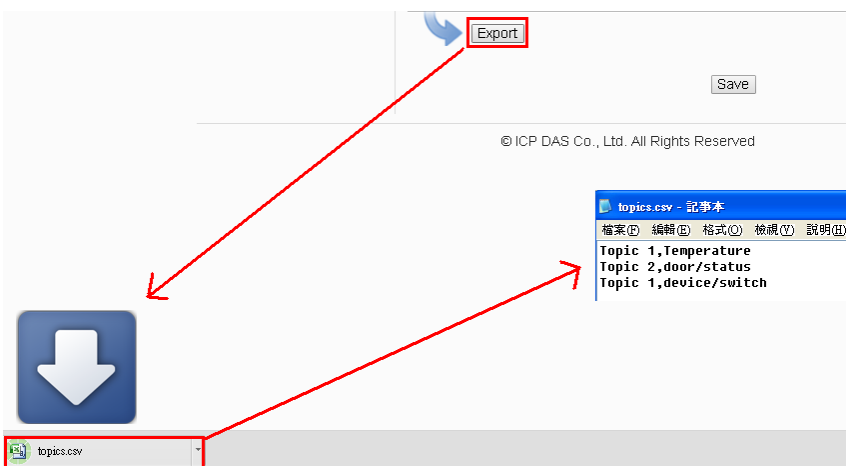 Export
Save
© ICP DAS Co., Ltd. All Rights Reserved
topics.csv - 記事本
檔案(F) 編輯(E) 格式(O) 檢視(V) 說明(H)
Topic 1,Temperature
Topic 2,door/status
Topic 1,device/switch
topics.csv